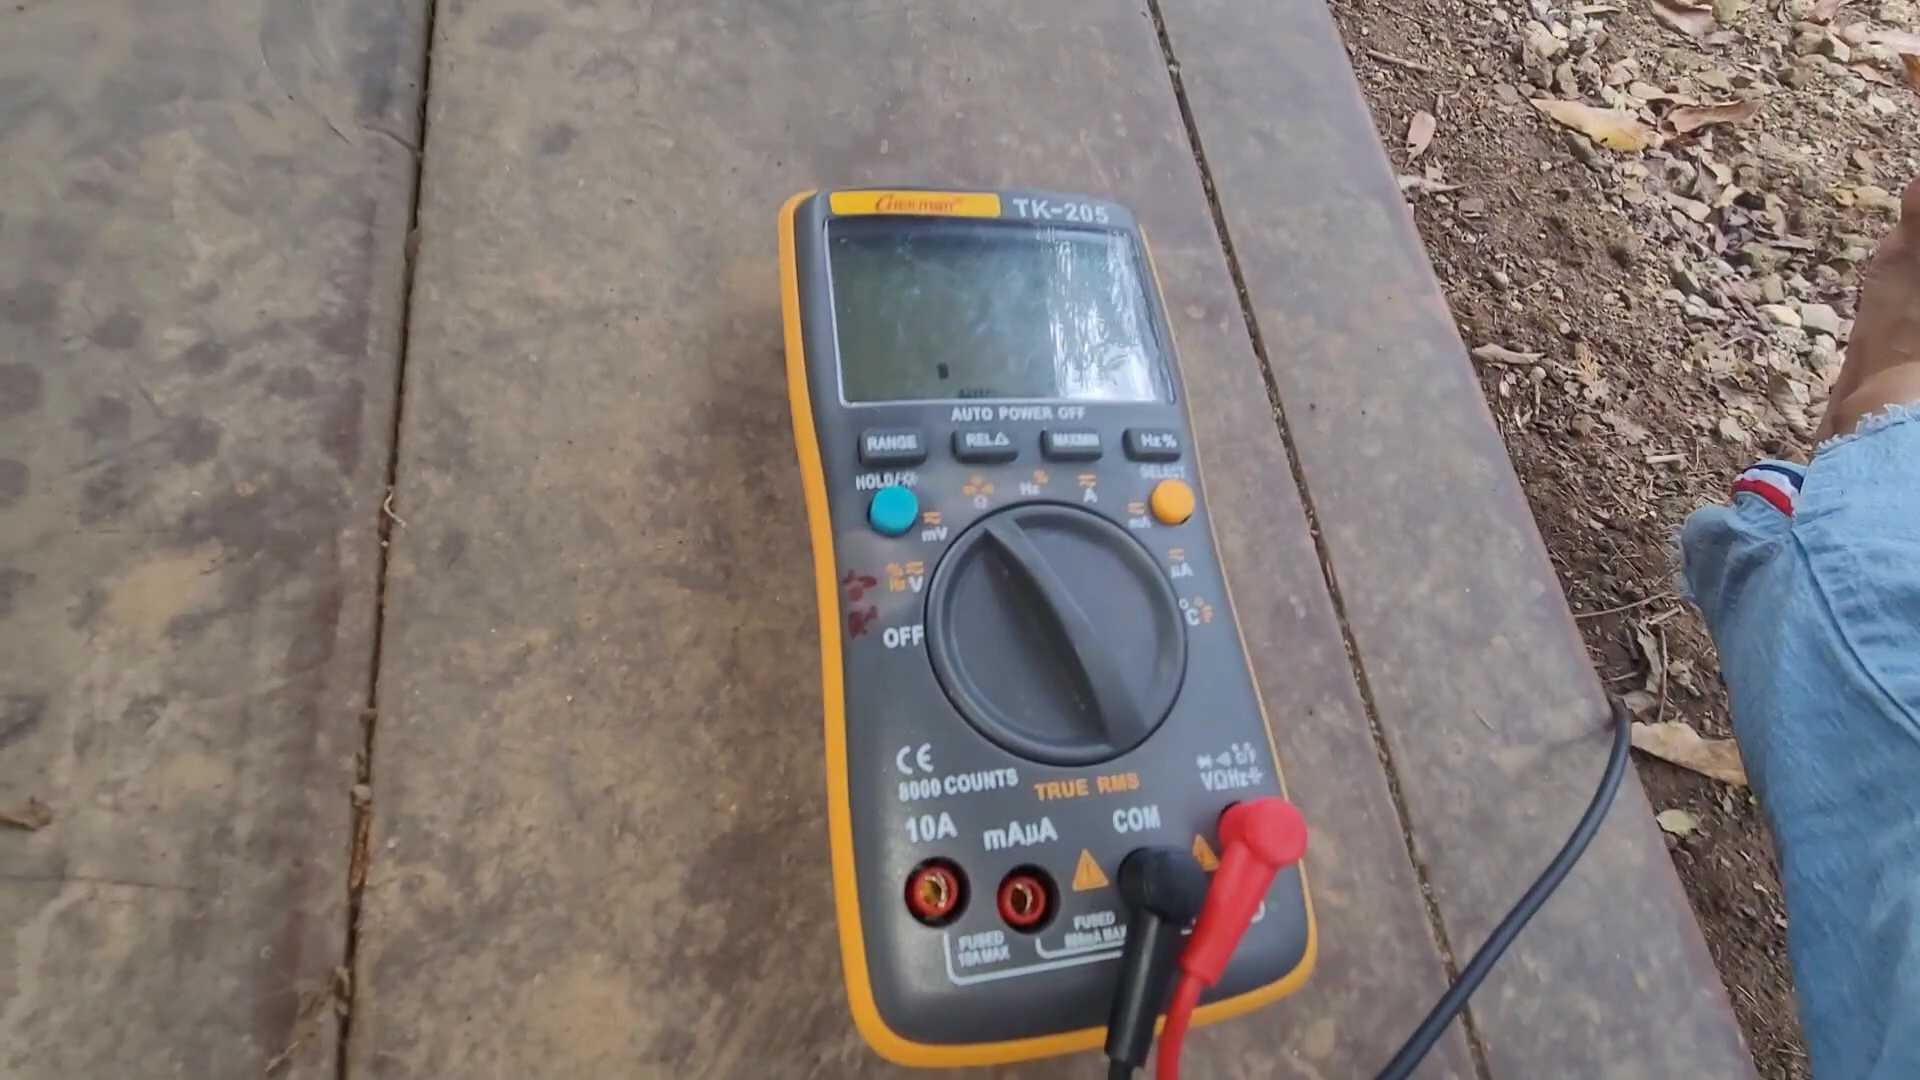 TK-205
AUTO POWER OFF
RANGE
REL△
MAXMIN
Hz %
HOLD/
SELECT
Ω
Hz %
A
mA
mV
µA
V
°C °F
OFF
CE
8000 COUNTS
TRUE RMS
VΩHz
10A
mAµA
COM
FUSED
10A MAX
FUSED
MAX